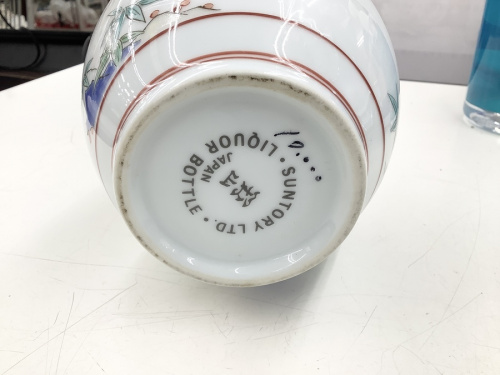 SUNTORY LTD. • LIQUOR BOTTLE •
JAPAN